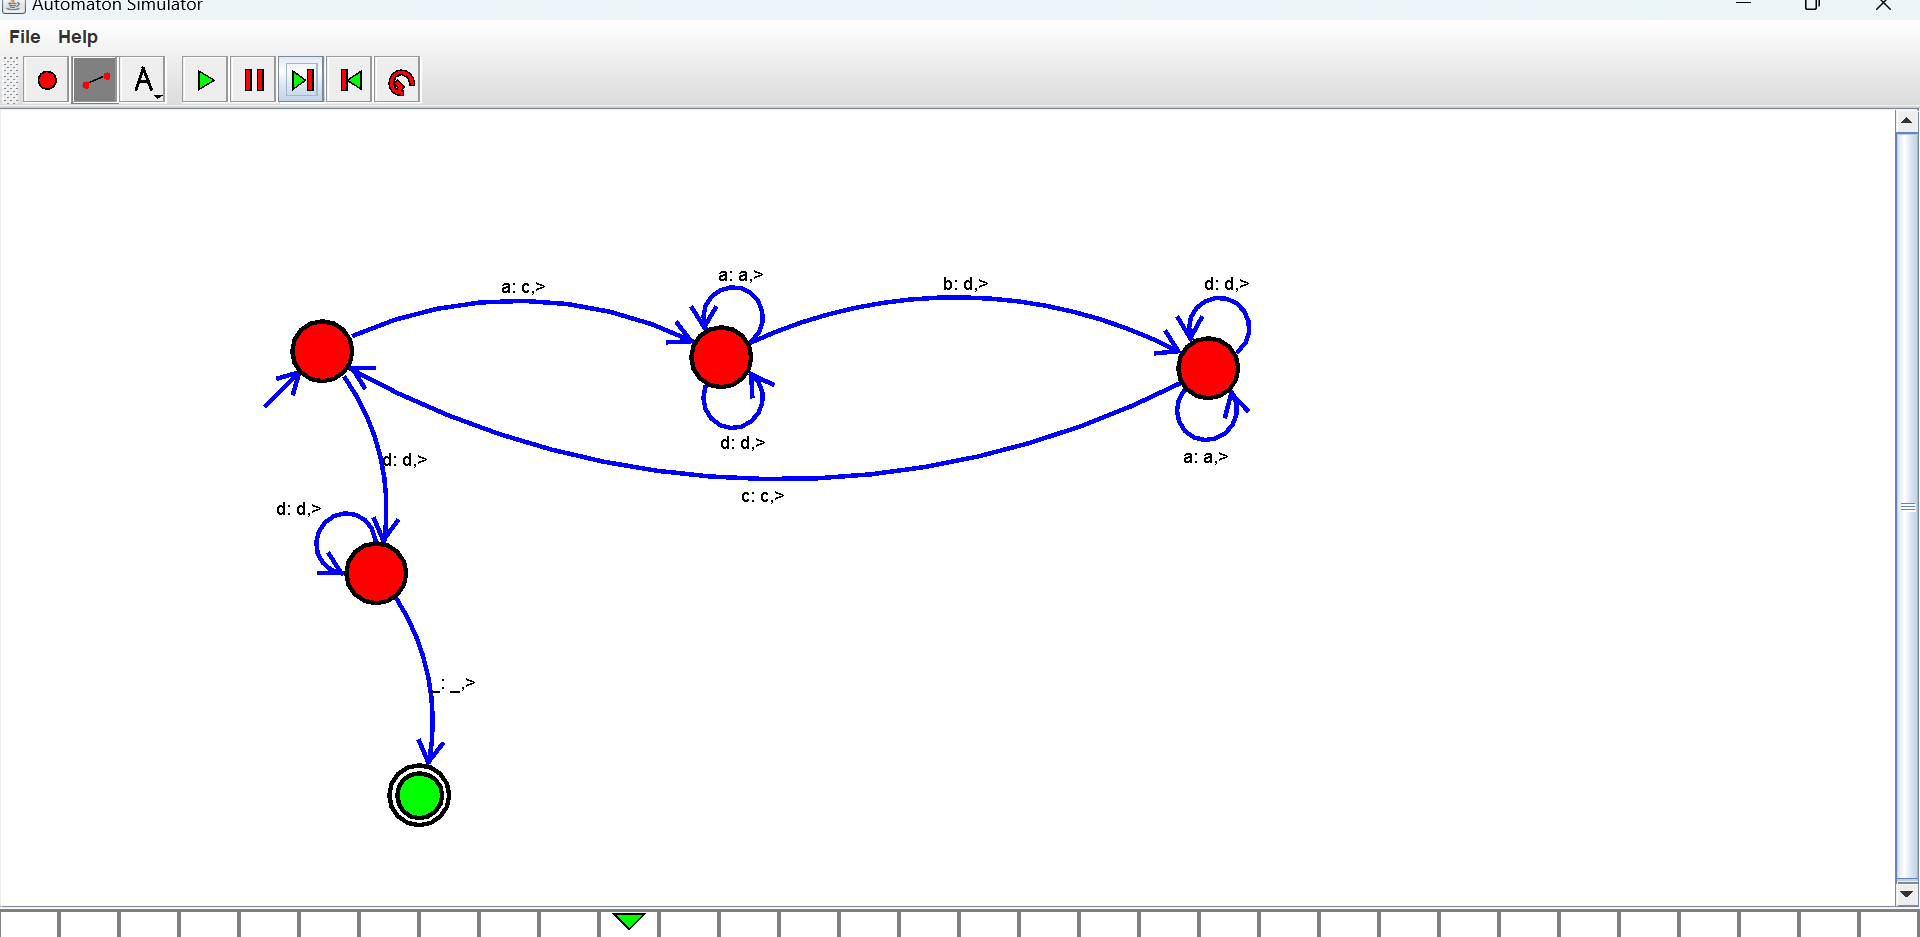 Automaton Simulator
File Help
A
a: a,>
a: c,>
b: d,>
d: d,>
d: d,>
a: a,>
d: d,>
c: c,>
d: d,>
_: _,>